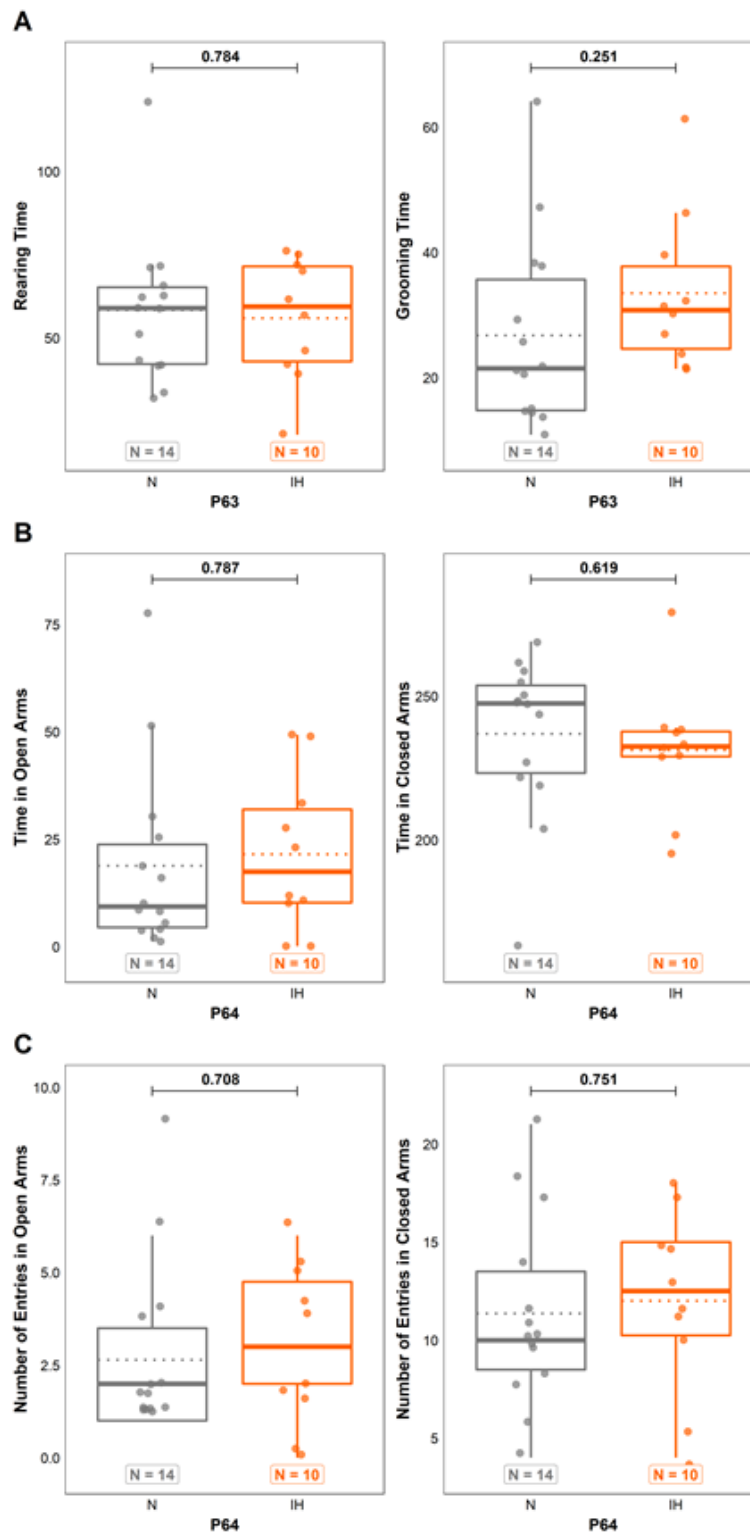 A
Rearing Time
0.784
100
50
N = 14
N = 10
N
IH
P63
Grooming Time
0.251
60
40
20
N = 14
N = 10
N
IH
P63
B
Time in Open Arms
0.787
75
50
25
0
N = 14
N = 10
N
IH
P64
Time in Closed Arms
0.619
250
200
N = 14
N = 10
N
IH
P64
C
Number of Entries in Open Arms
0.708
10.0
7.5
5.0
2.5
0.0
N = 14
N = 10
N
IH
P64
Number of Entries in Closed Arms
0.751
20
15
10
5
N = 14
N = 10
N
IH
P64